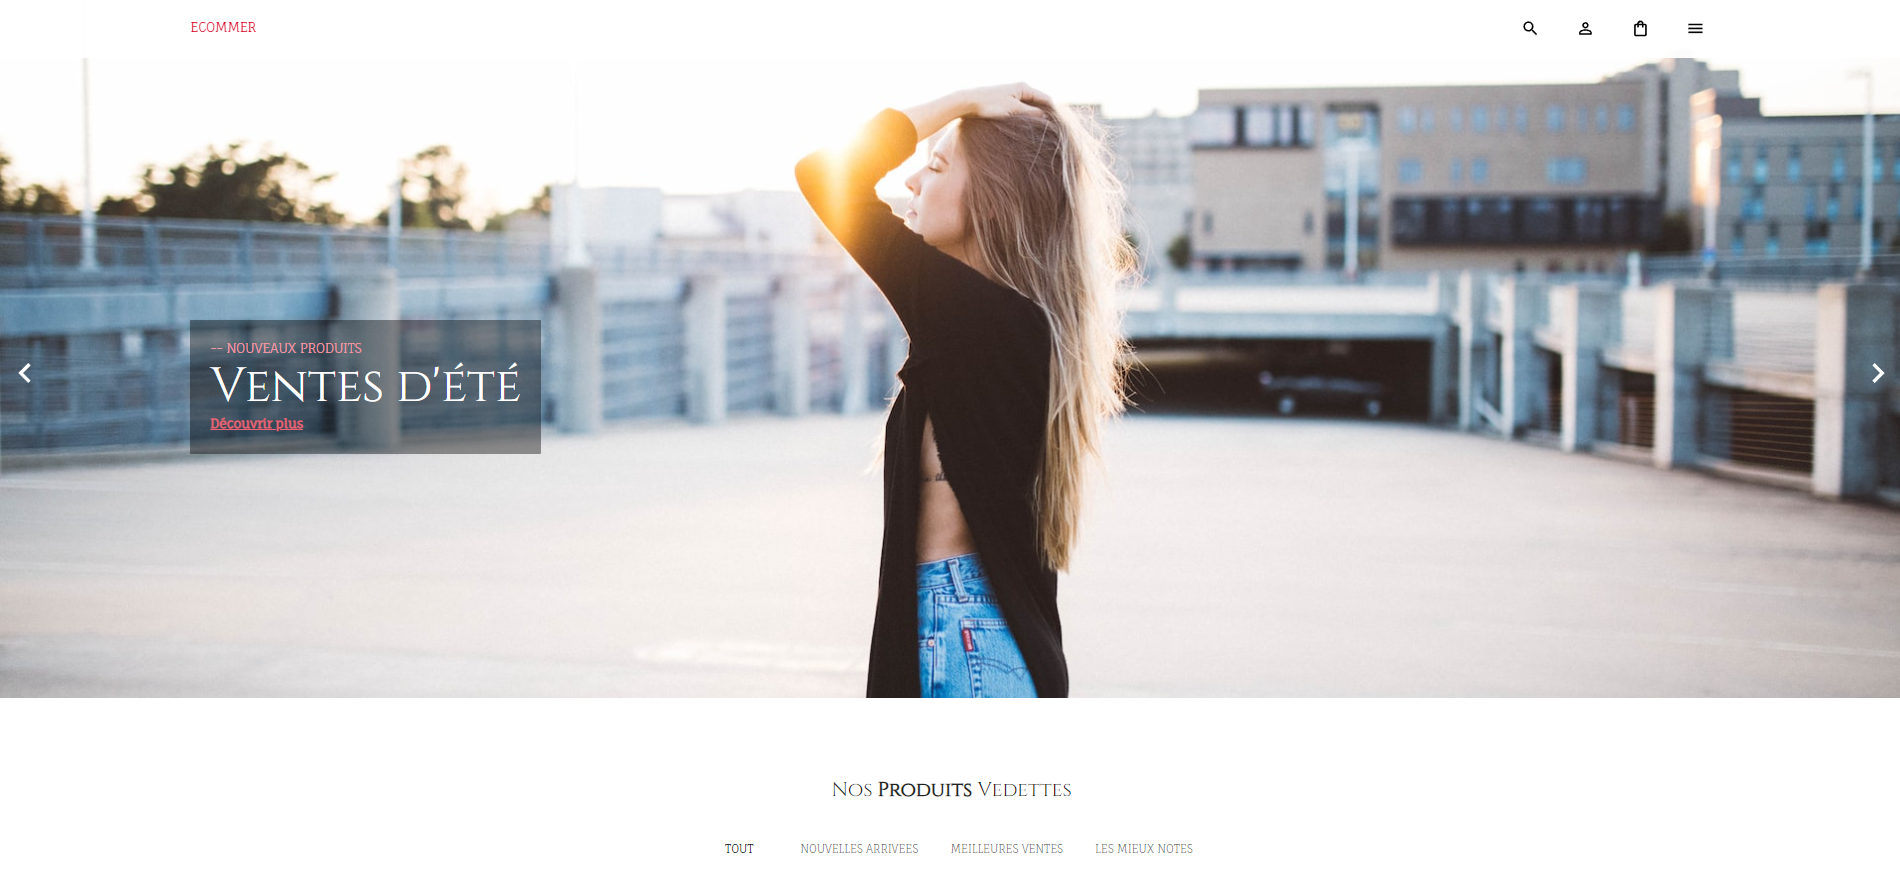 ECOMMER
–– NOUVEAUX PRODUITS
Ventes d'été
Découvrir plus
Nos Produits Vedettes
TOUT NOUVELLES ARRIVEES MEILLEURES VENTES LES MIEUX NOTES